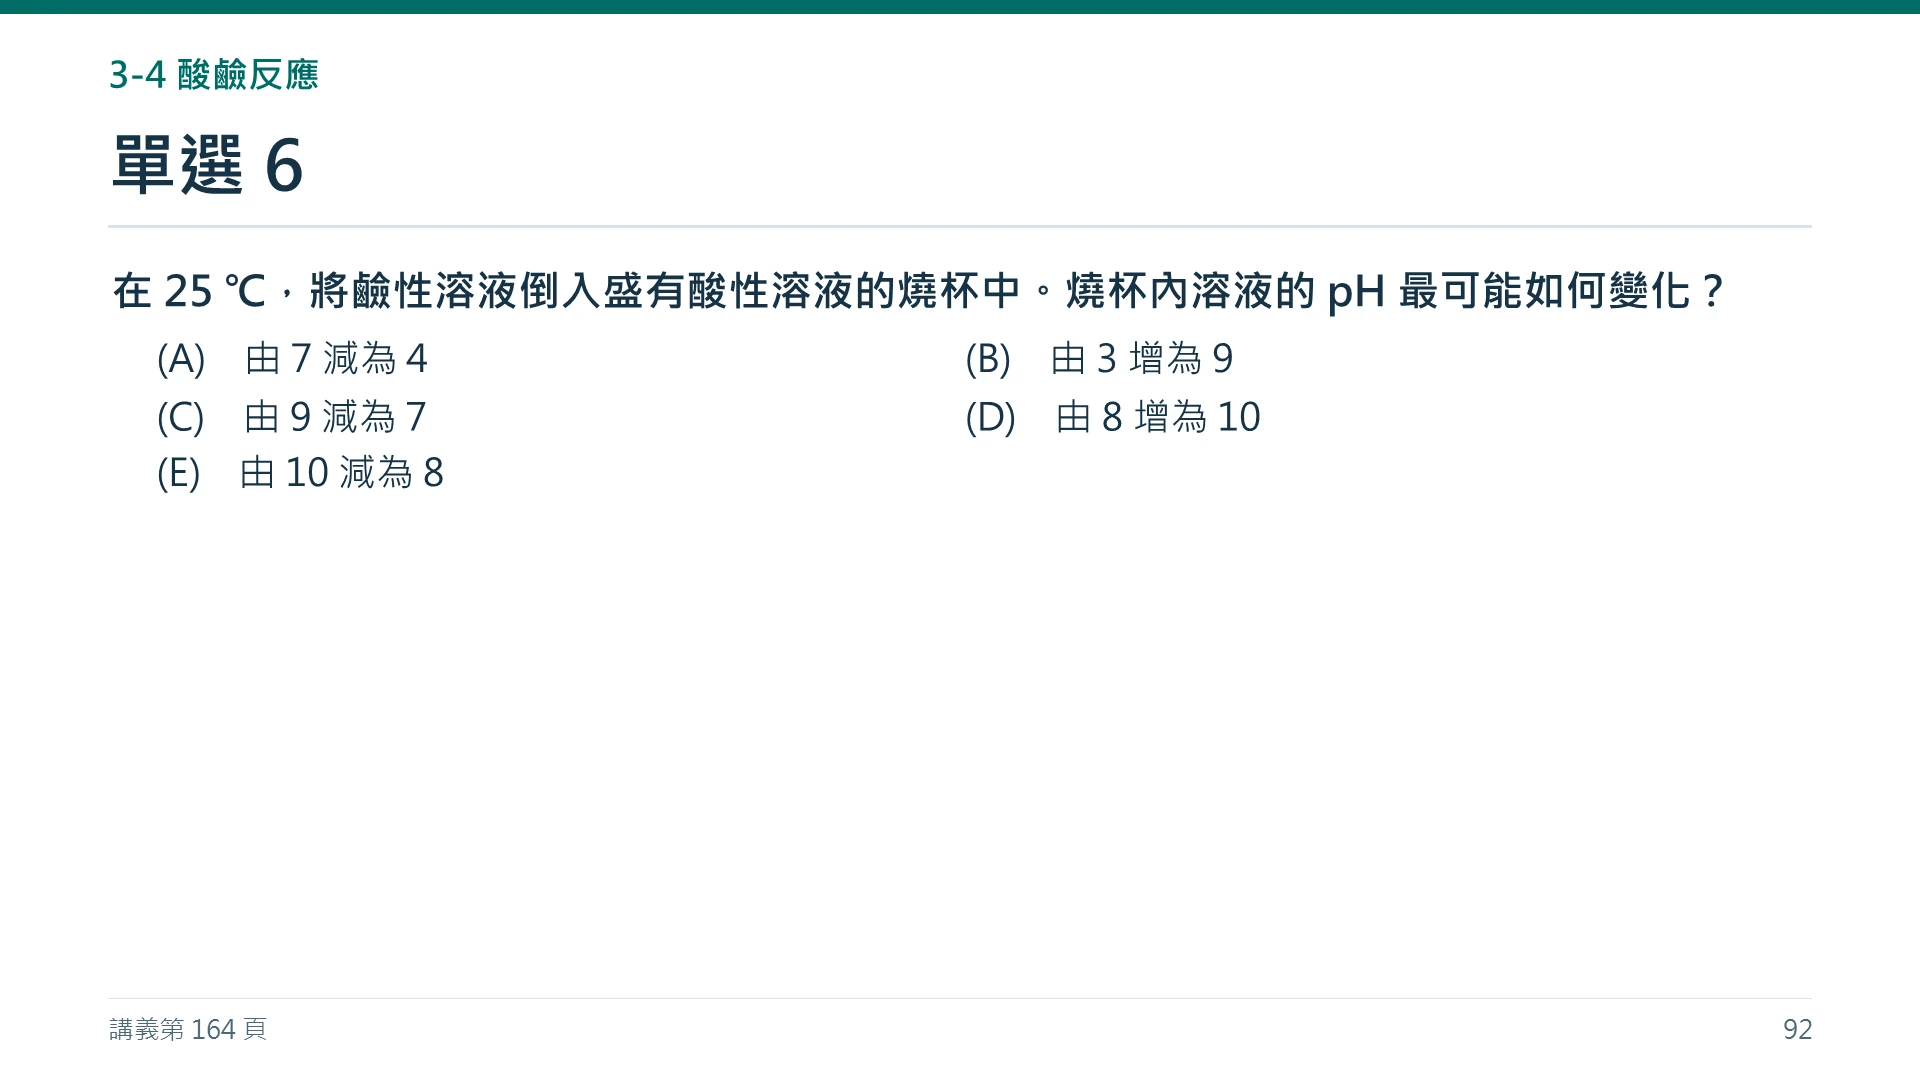 3-4 酸鹼反應
單選 6
在 25 ℃，將鹼性溶液倒入盛有酸性溶液的燒杯中。燒杯內溶液的 pH 最可能如何變化？
(A) 由 7 減為 4 (B) 由 3 增為 9
(C) 由 9 減為 7 (D) 由 8 增為 10
(E) 由 10 減為 8
講義第 164 頁 92